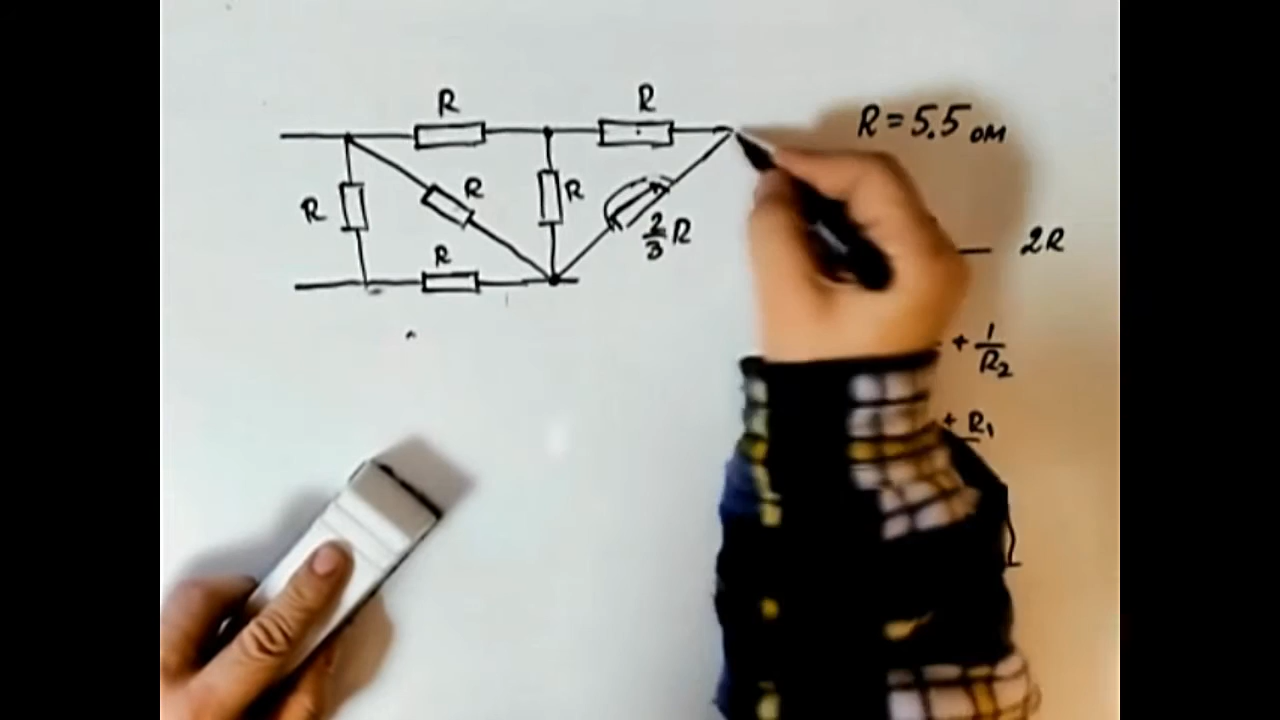 R
R
R = 5.5 ом
R
R
R
2/3 R
2R
R
+ 1/R₂
+ R₁